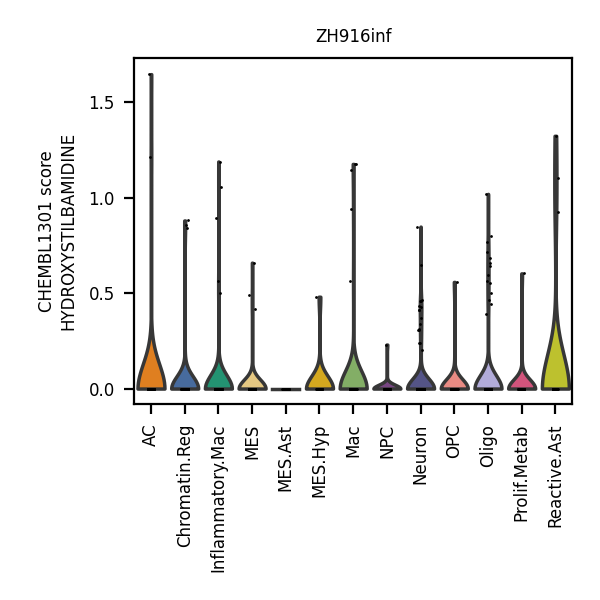 ZH916inf
CHEMBL1301 score
HYDROXYSTILBAMIDINE
1.5
1.0
0.5
0.0
AC
Chromatin.Reg
Inflammatory.Mac
MES
MES.Ast
MES.Hyp
Mac
NPC
Neuron
OPC
Oligo
Prolif.Metab
Reactive.Ast